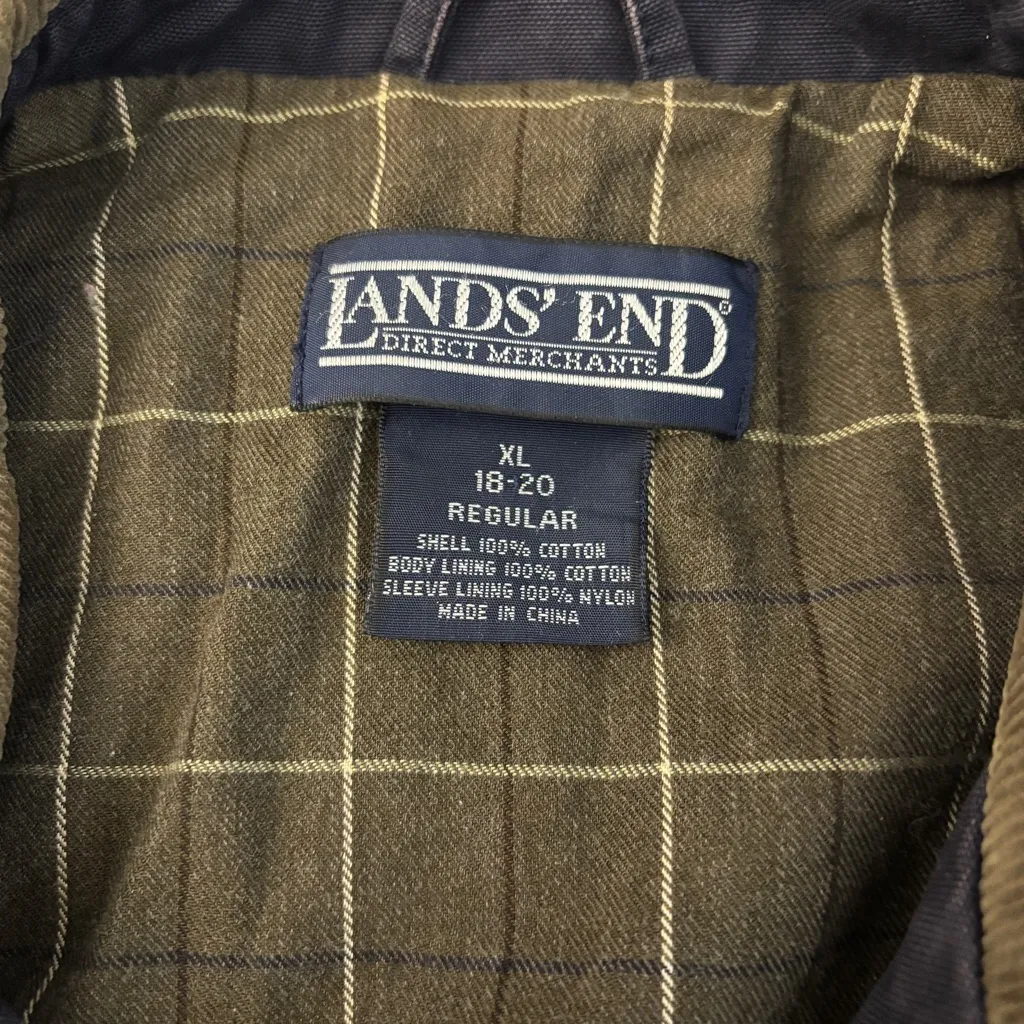 LANDS' END®
DIRECT MERCHANTS
XL
18-20
REGULAR
SHELL 100% COTTON
BODY LINING 100% COTTON
SLEEVE LINING 100% NYLON
MADE IN CHINA